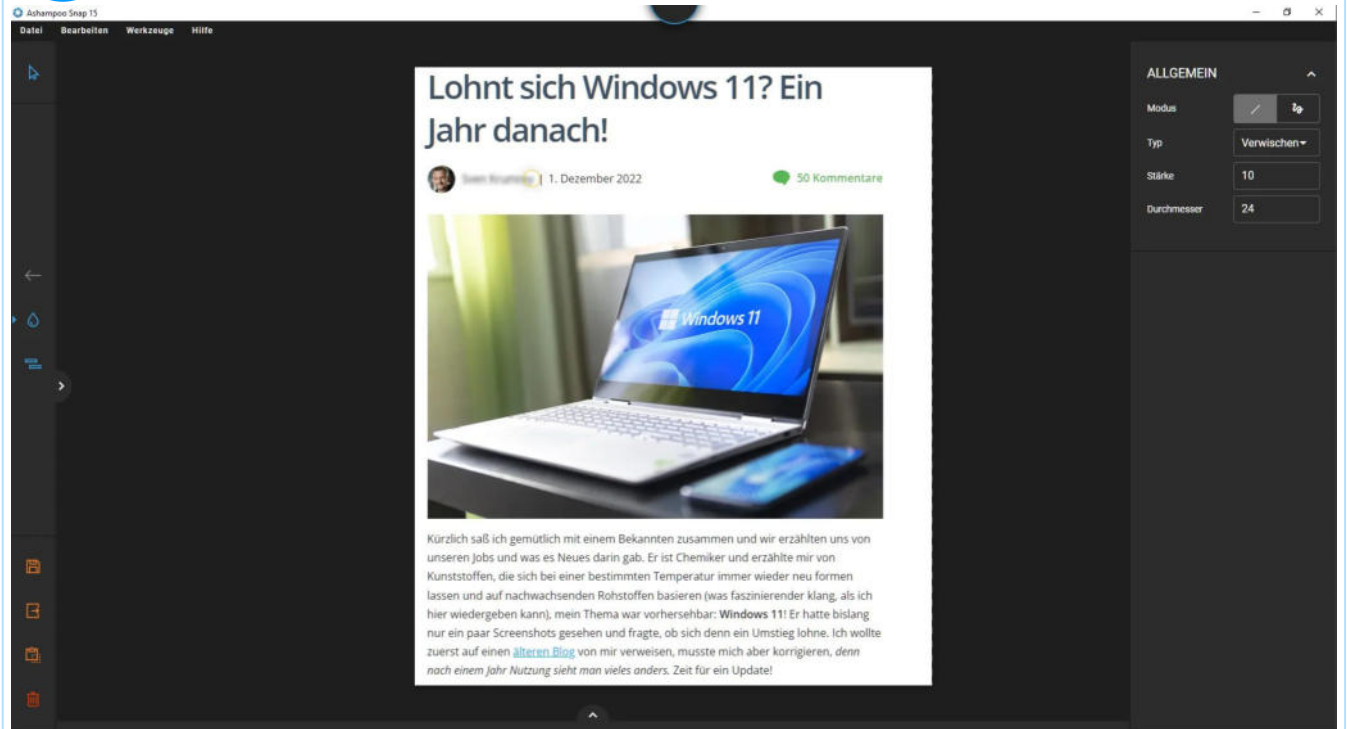 Ashampoo Snap 15
Datei Bearbeiten Werkzeuge Hilfe
Lohnt sich Windows 11? Ein
Jahr danach!
| 1. Dezember 2022
50 Kommentare
Windows 11
Kürzlich saß ich gemütlich mit einem Bekannten zusammen und wir erzählten uns von
unseren Jobs und was es Neues darin gab. Er ist Chemiker und erzählte mir von
Kunststoffen, die sich bei einer bestimmten Temperatur immer wieder neu formen
lassen und auf nachwachsenden Rohstoffen basieren (was faszinierender klang, als ich
hier wiedergeben kann), mein Thema war vorhersehbar: Windows 11! Er hatte bislang
nur ein paar Screenshots gesehen und fragte, ob sich denn ein Umstieg lohne. Ich wollte
zuerst auf einen älteren Blog von mir verweisen, musste mich aber korrigieren, denn
nach einem Jahr Nutzung sieht man vieles anders. Zeit für ein Update!
ALLGEMEIN
Modus
Typ Verwischen
Stärke 10
Durchmesser 24